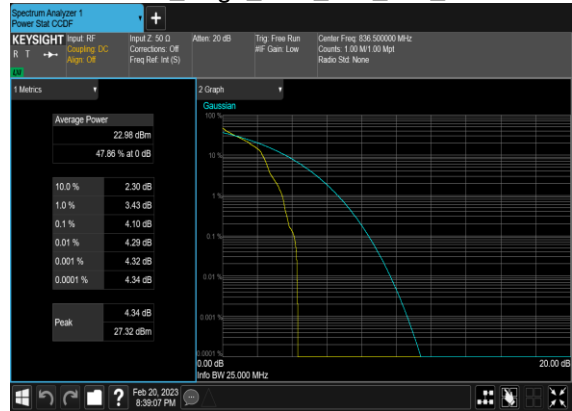 Spectrum Analyzer 1
Power Stat CCDF
+
KEYSIGHT
R T
LXI
Input: RF
Coupling: DC
Align: Off
Input Z: 50 Ω
Corrections: Off
Freq Ref: Int (S)
Atten: 20 dB
Trig: Free Run
#IF Gain: Low
Center Freq: 836.500000 MHz
Counts: 1.00 M/1.00 Mpt
Radio Std: None
1 Metrics
Average Power
22.98 dBm
47.86 % at 0 dB
10.0 % 2.30 dB
1.0 % 3.43 dB
0.1 % 4.10 dB
0.01 % 4.29 dB
0.001 % 4.32 dB
0.0001 % 4.34 dB
Peak
4.34 dB
27.32 dBm
2 Graph
Gaussian
100 %
10 %
1 %
0.1 %
0.01 %
0.001 %
0.0001 %
0.00 dB 20.00 dB
Info BW 25.000 MHz
?
Feb 20, 2023
8:39:07 PM